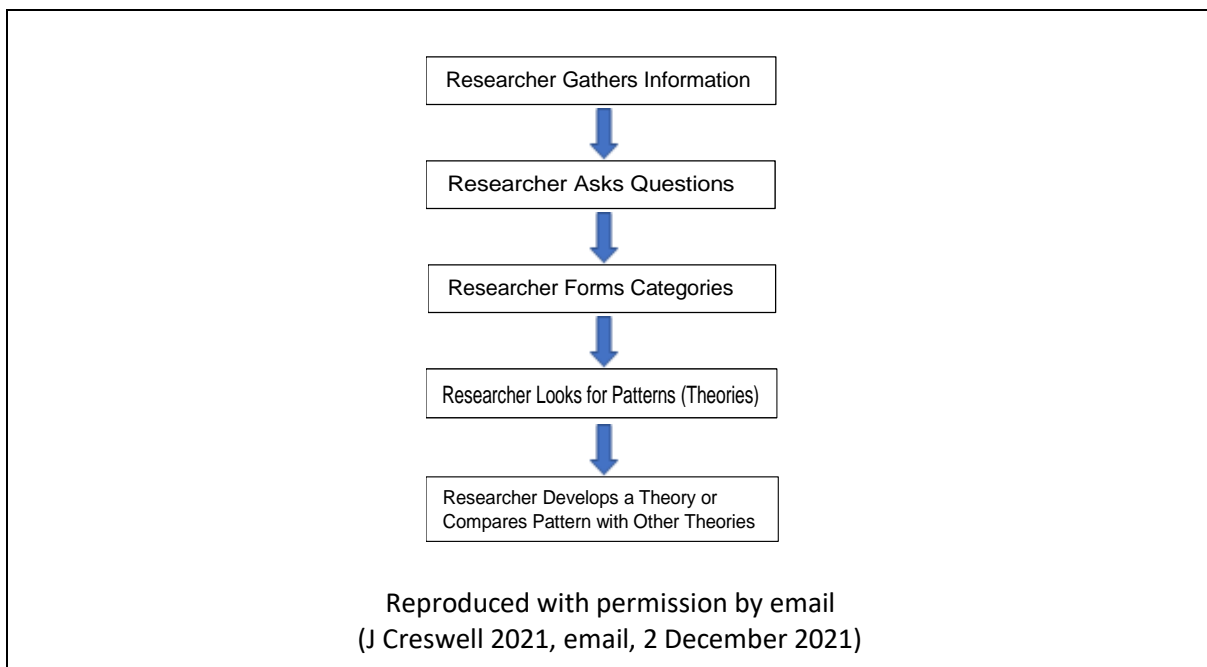 Researcher Gathers Information
Researcher Asks Questions
Researcher Forms Categories
Researcher Looks for Patterns (Theories)
Researcher Develops a Theory or
Compares Pattern with Other Theories
Reproduced with permission by email
(J Creswell 2021, email, 2 December 2021)